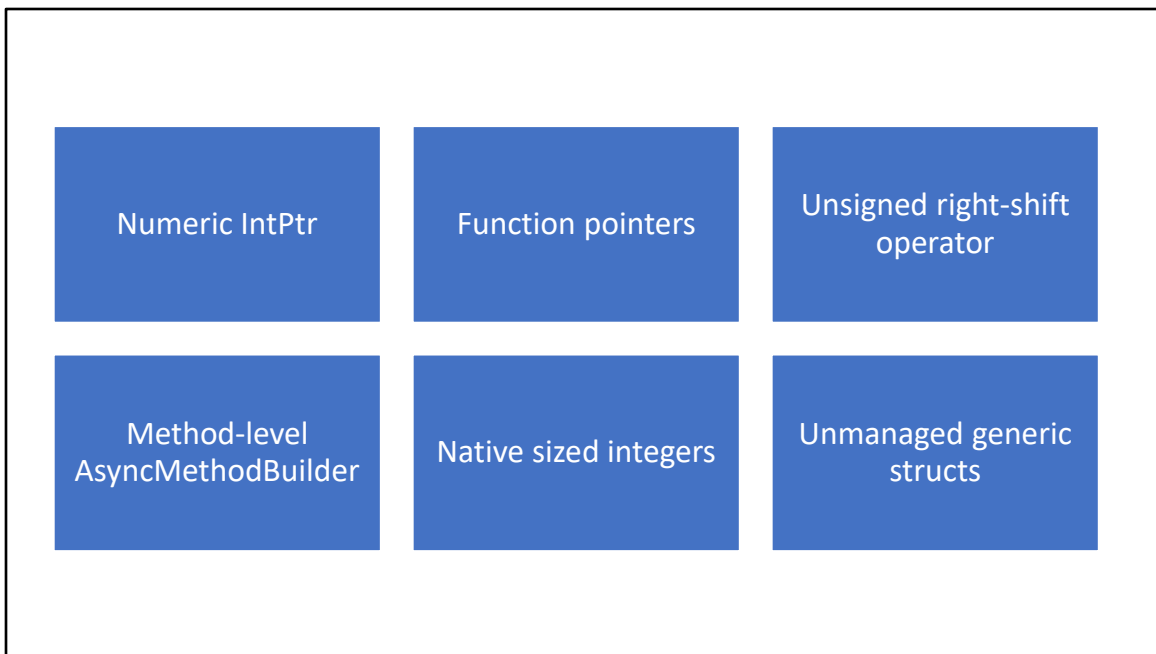 Numeric IntPtr
Function pointers
Unsigned right-shift
operator
Method-level
AsyncMethodBuilder
Native sized integers
Unmanaged generic
structs